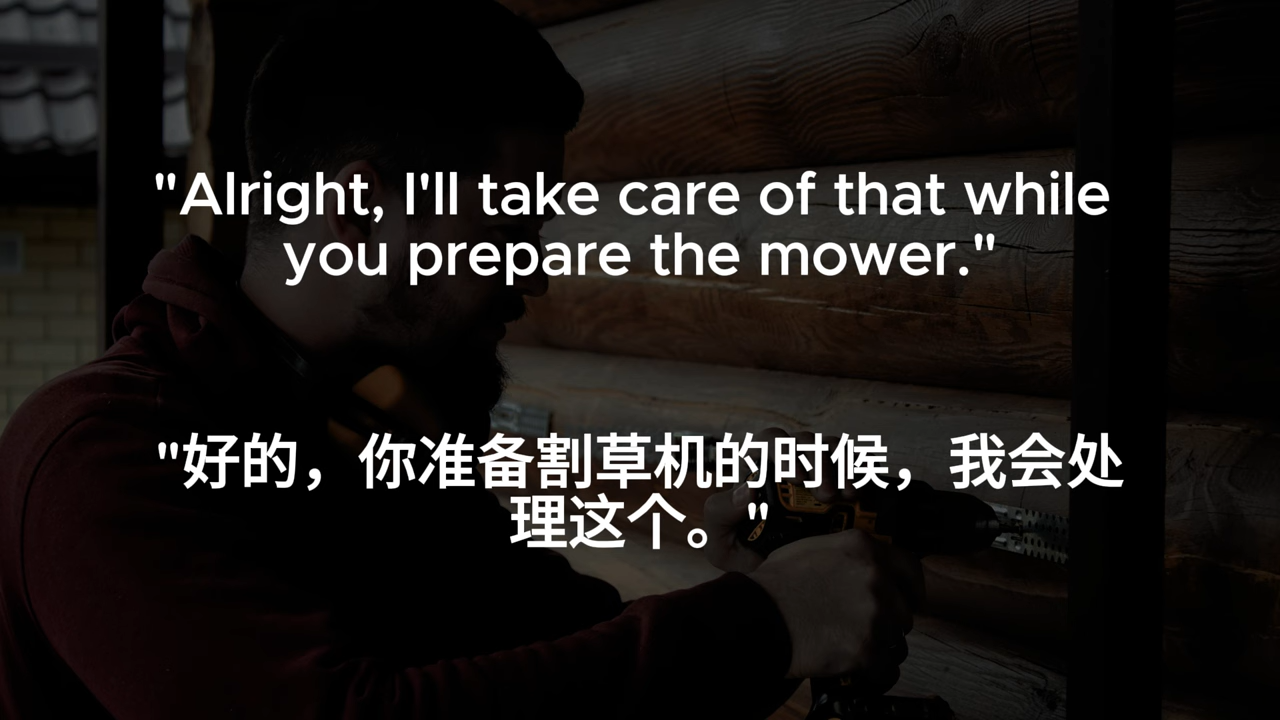 "Alright, I'll take care of that while
you prepare the mower."
"好的，你准备割草机的时候，我会处
理这个。"